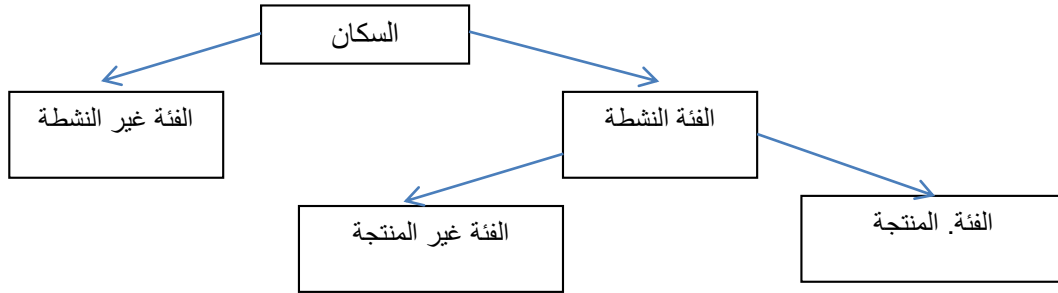 السكان
الفئة النشطة
الفئة غير النشطة
الفئة. المنتجة
الفئة غير المنتجة